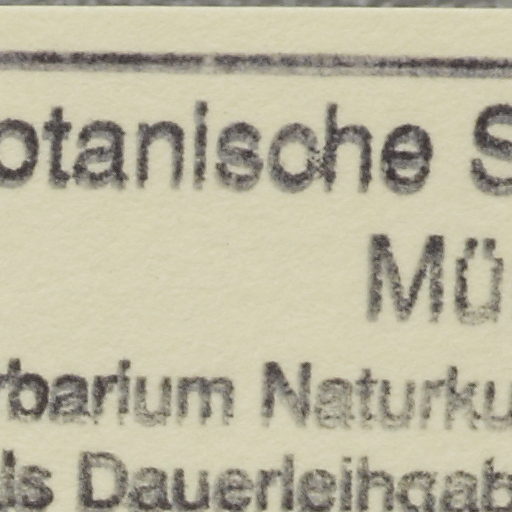 otanische S
Mü
rbarium Naturku
ls Dauerleihgab